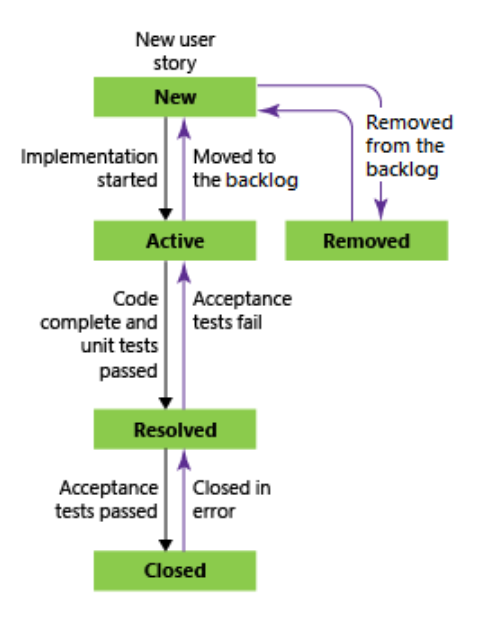 New user
story
New
Removed
from the
backlog
Implementation
started
Moved to
the backlog
Active
Removed
Code
complete and
unit tests
passed
Acceptance
tests fail
Resolved
Acceptance
tests passed
Closed in
error
Closed